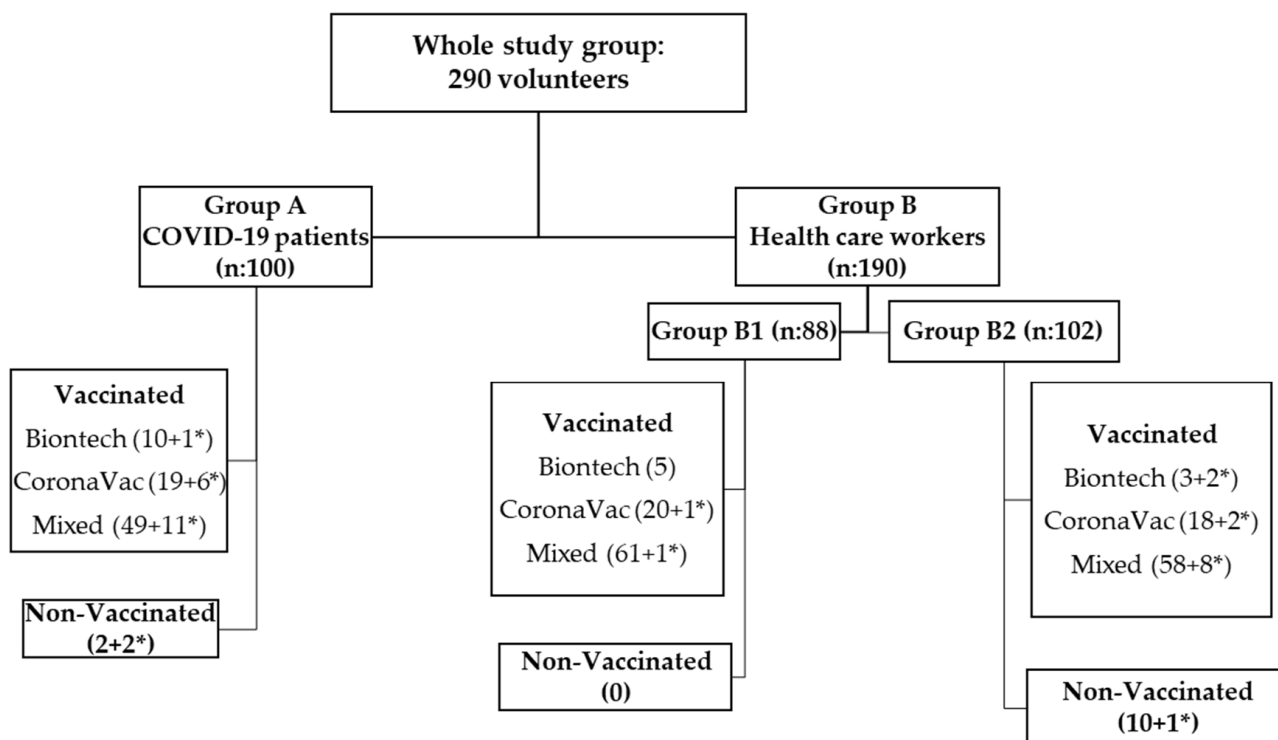 Whole study group:
290 volunteers
Group A
COVID-19 patients
(n:100)
Group B
Health care workers
(n:190)
Group B1 (n:88)
Group B2 (n:102)
Vaccinated
Biontech (10+1*)
CoronaVac (19+6*)
Mixed (49+11*)
Non-Vaccinated
(2+2*)
Vaccinated
Biontech (5)
CoronaVac (20+1*)
Mixed (61+1*)
Non-Vaccinated
(0)
Vaccinated
Biontech (3+2*)
CoronaVac (18+2*)
Mixed (58+8*)
Non-Vaccinated
(10+1*)